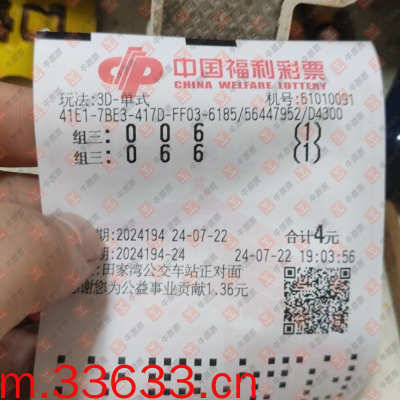 中国福利彩票
CHINA WELFARE LOTTERY
玩法:3D-单式 机号:61010091
41E1-7BE3-417D-FF03-6185/56447952/D4300
组三: 0 0 6 (1)
组三: 0 6 6 (1)
期:2024194 24-07-22 合计4元
期:2024194-24 24-07-22 19:03:56
田家湾公交车站正对面
感谢您为公益事业贡献1.36元
m.33633.cn